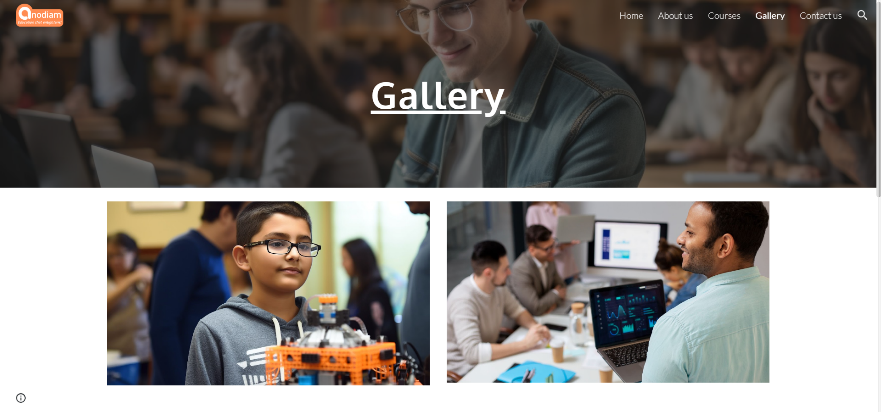 anodiam
Home
About us
Courses
Gallery
Contact us
Gallery